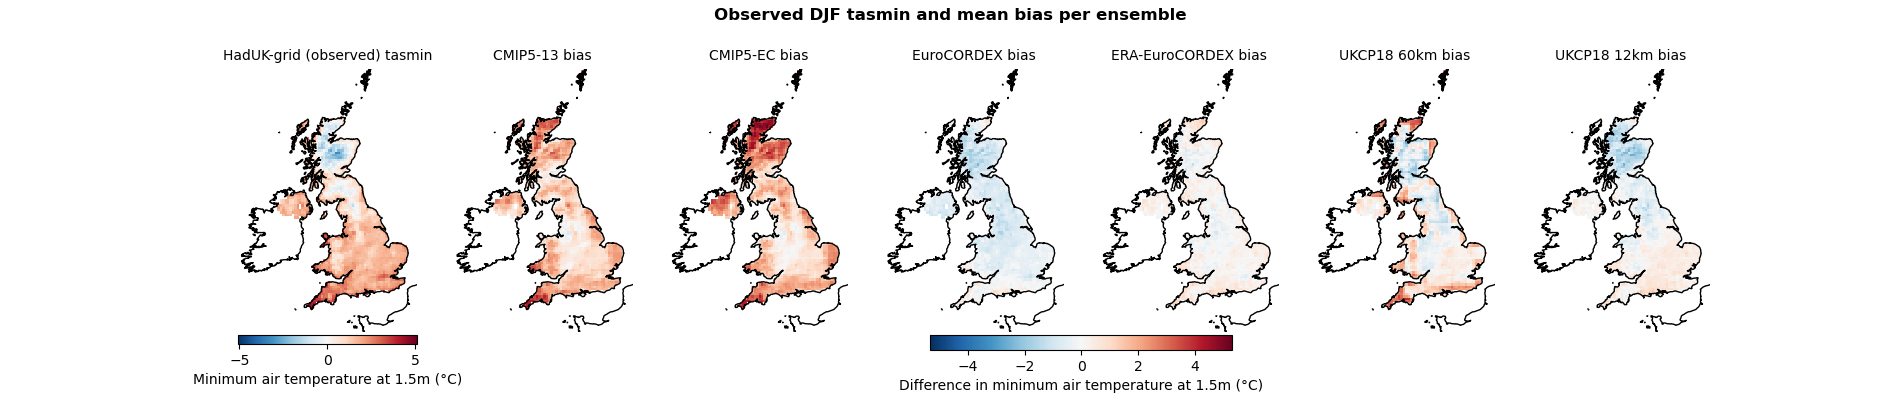 Observed DJF tasmin and mean bias per ensemble
HadUK-grid (observed) tasmin
CMIP5-13 bias
CMIP5-EC bias
EuroCORDEX bias
ERA-EuroCORDEX bias
UKCP18 60km bias
UKCP18 12km bias
−5 0 5
Minimum air temperature at 1.5m (°C)
−4 −2 0 2 4
Difference in minimum air temperature at 1.5m (°C)